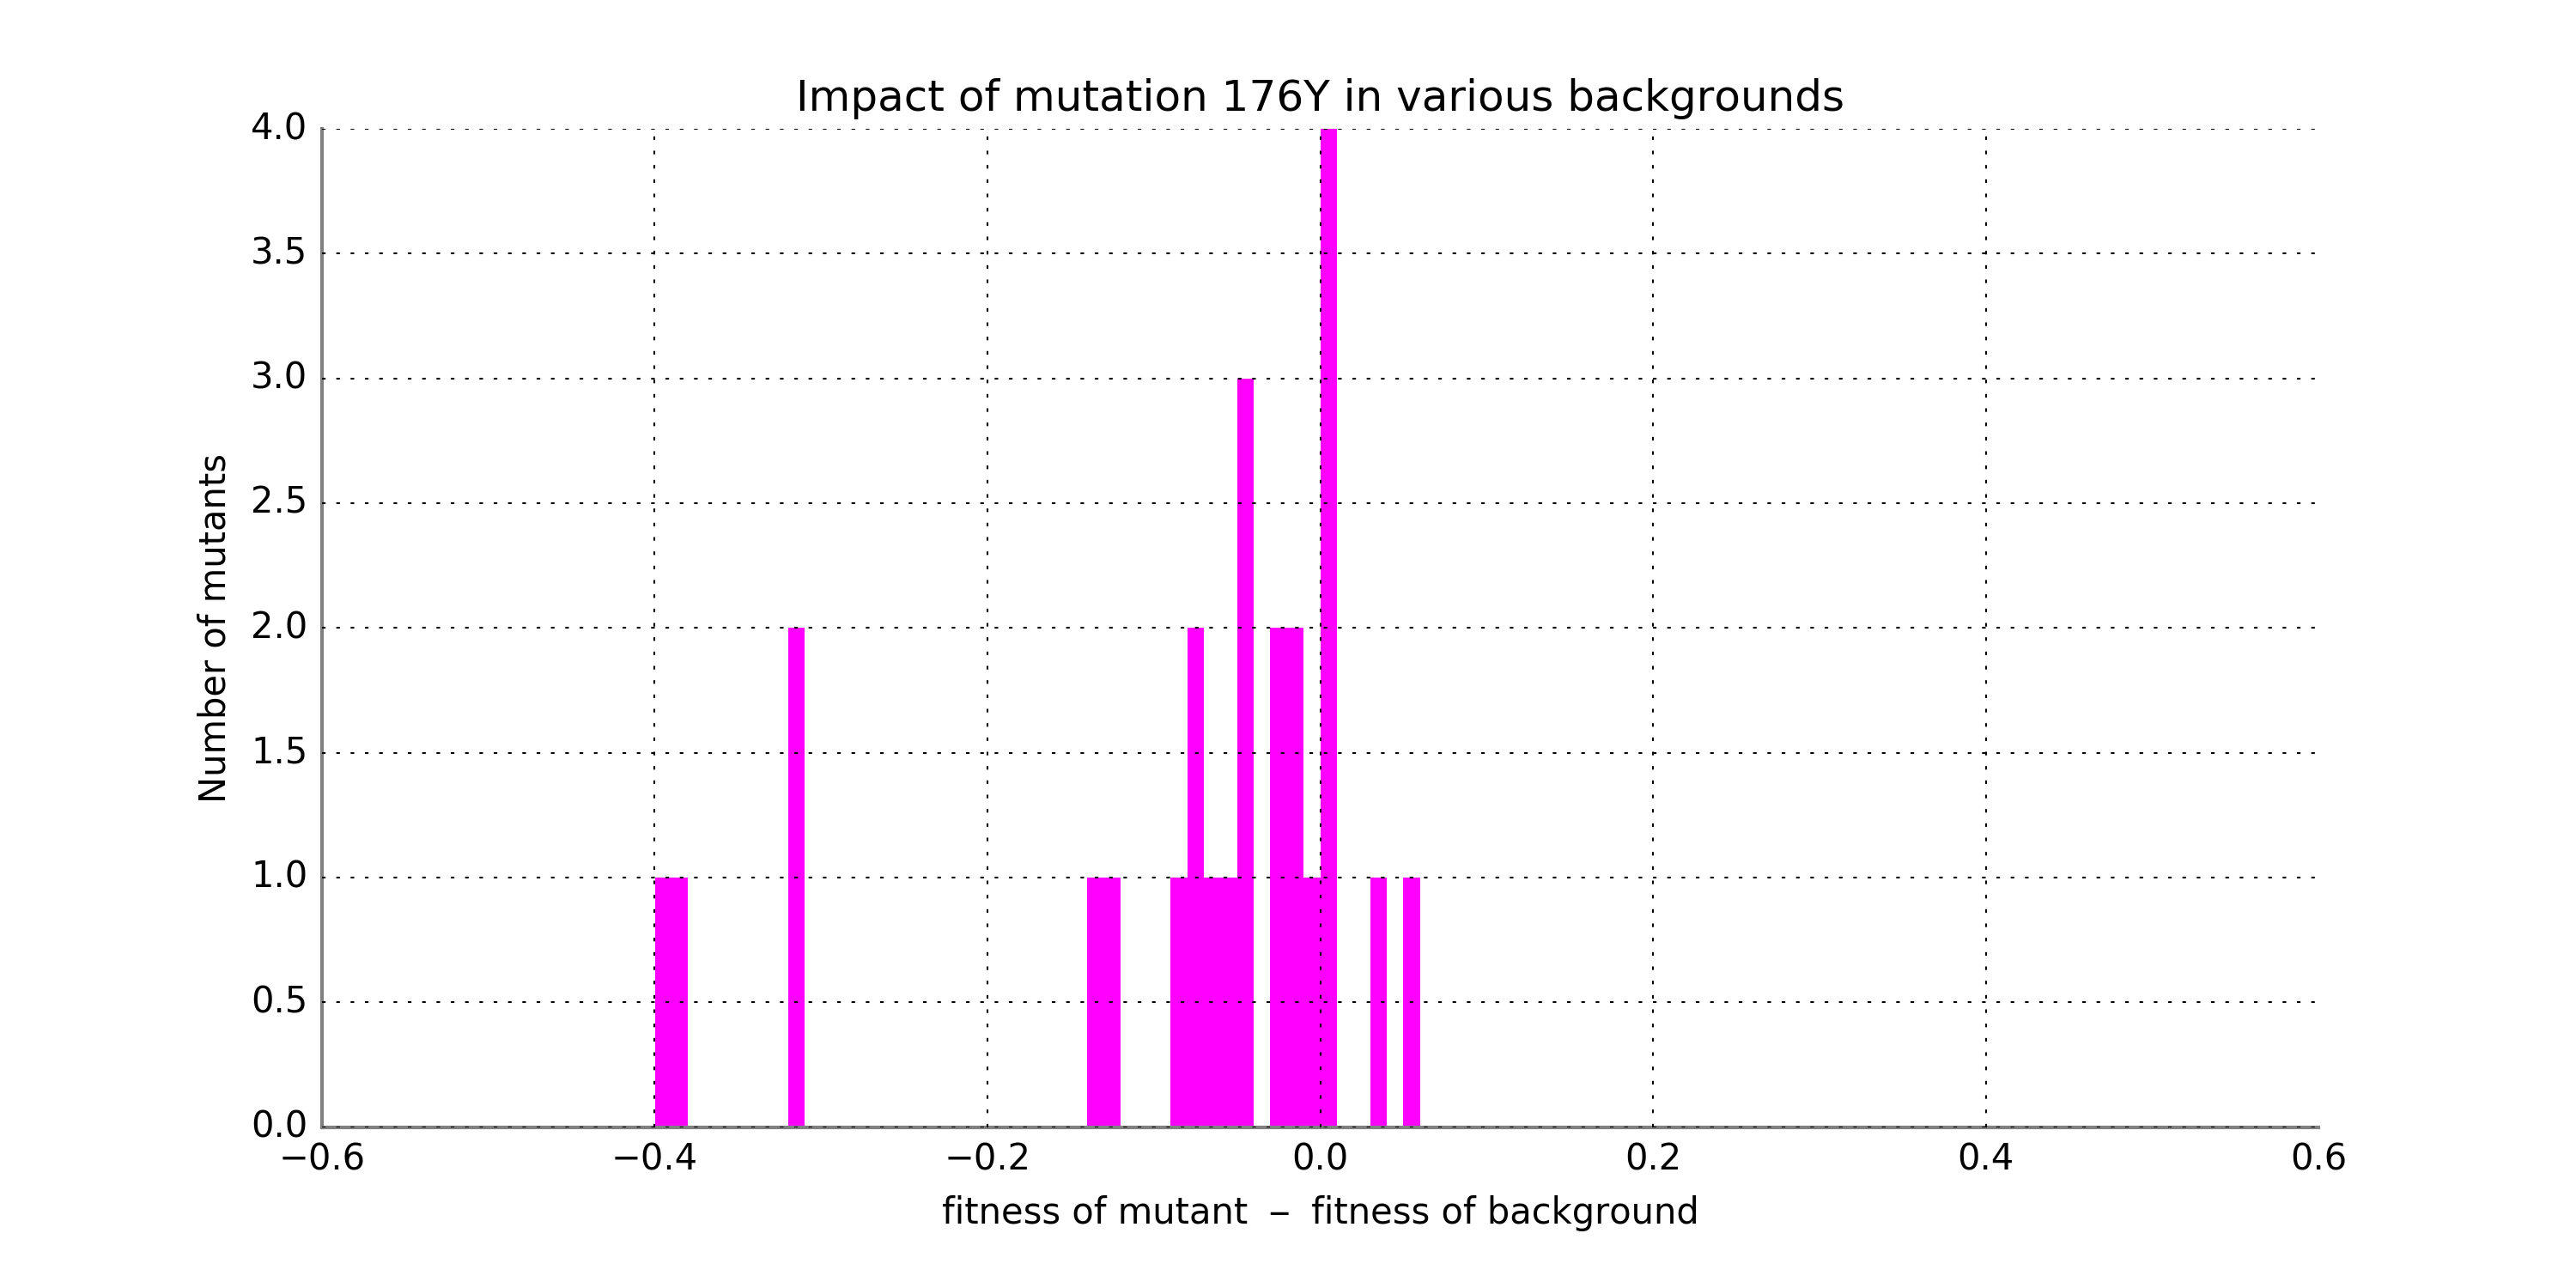 Impact of mutation 176Y in various backgrounds
4.0
3.5
3.0
2.5
2.0
1.5
1.0
0.5
0.0
Number of mutants
−0.6 −0.4 −0.2 0.0 0.2 0.4 0.6
fitness of mutant − fitness of background